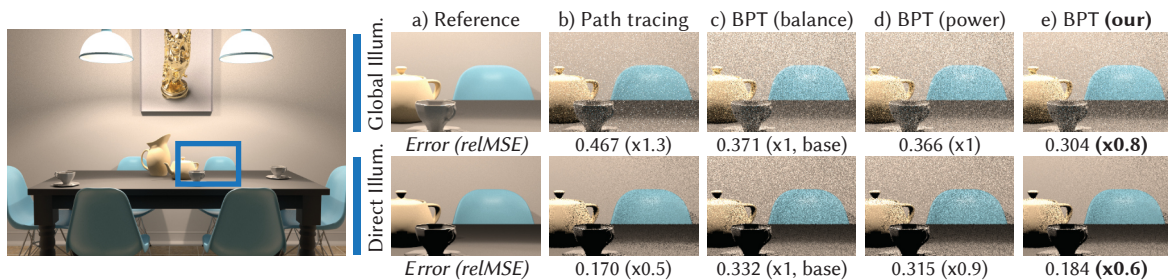 a) Reference b) Path tracing c) BPT (balance) d) BPT (power) e) BPT (our)
Global Illum.
Error (relMSE) 0.467 (x1.3) 0.371 (x1, base) 0.366 (x1) 0.304 (x0.8)
Direct Illum.
Error (relMSE) 0.170 (x0.5) 0.332 (x1, base) 0.315 (x0.9) 0.184 (x0.6)